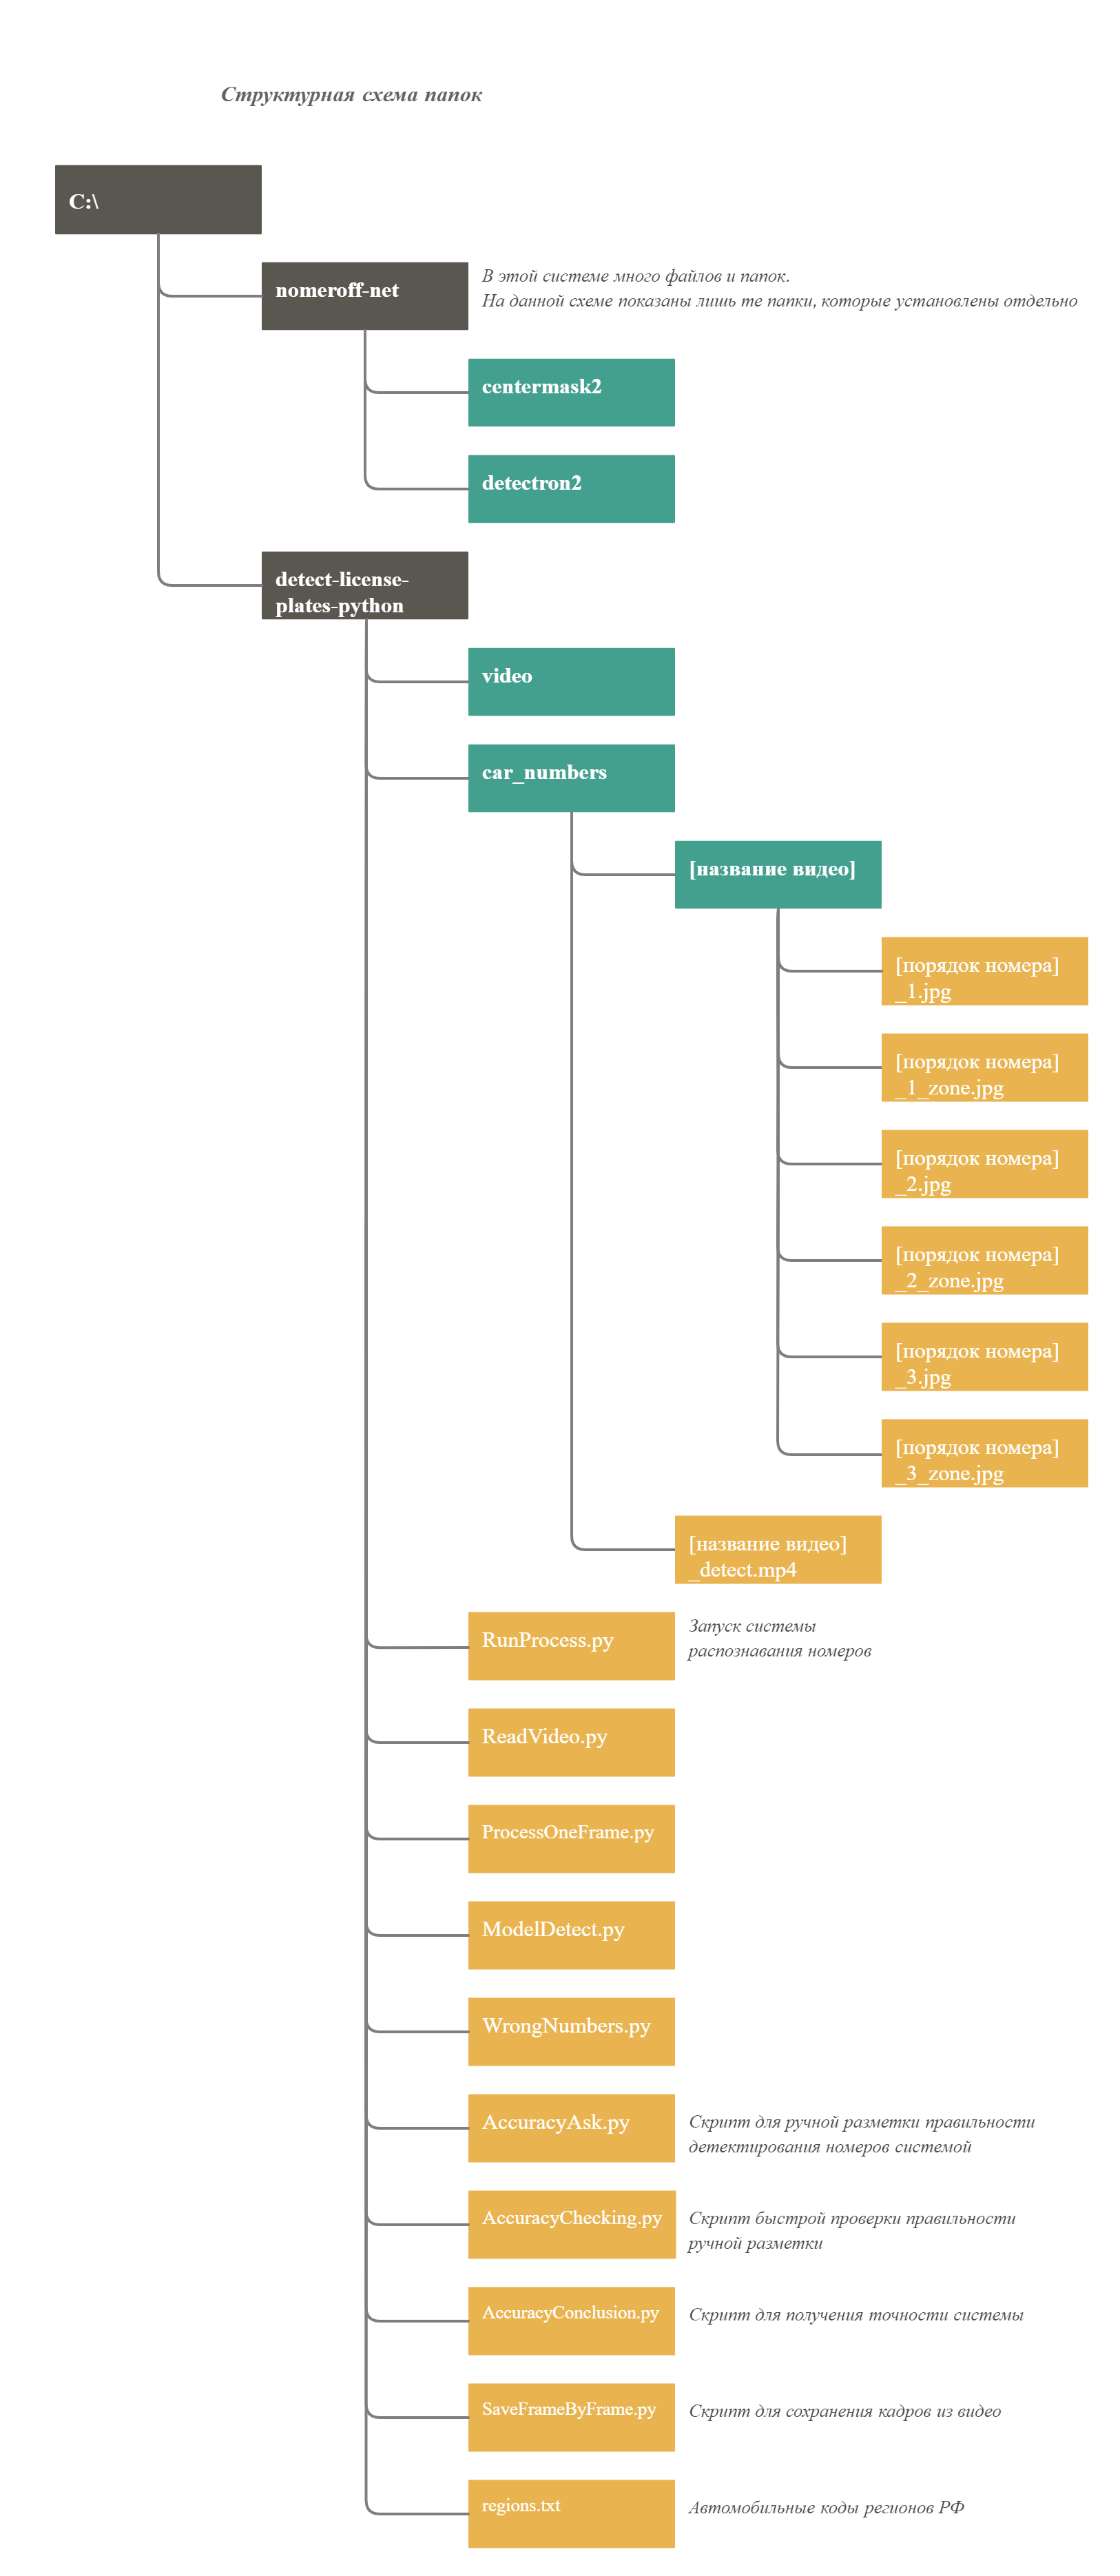 Структурная схема папок
C:\
nomeroff-net
В этой системе много файлов и папок.
На данной схеме показаны лишь те папки, которые установлены отдельно
centermask2
detectron2
detect-license-
plates-python
video
car_numbers
[название видео]
[порядок номера]
_1.jpg
[порядок номера]
_1_zone.jpg
[порядок номера]
_2.jpg
[порядок номера]
_2_zone.jpg
[порядок номера]
_3.jpg
[порядок номера]
_3_zone.jpg
[название видео]
_detect.mp4
RunProcess.py
Запуск системы
распознавания номеров
ReadVideo.py
ProcessOneFrame.py
ModelDetect.py
WrongNumbers.py
AccuracyAsk.py
Скрипт для ручной разметки правильности
детектирования номеров системой
AccuracyChecking.py
Скрипт быстрой проверки правильности
ручной разметки
AccuracyConclusion.py
Скрипт для получения точности системы
SaveFrameByFrame.py
Скрипт для сохранения кадров из видео
regions.txt
Автомобильные коды регионов РФ